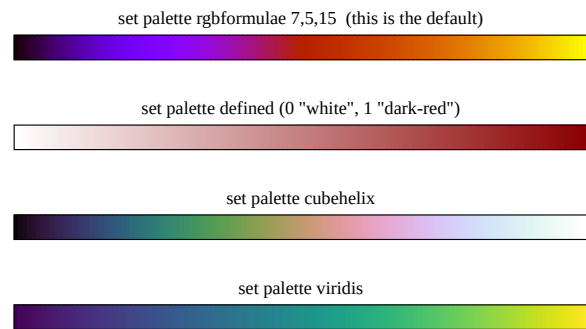 set palette rgbformulae 7,5,15  (this is the default)
set palette defined (0 "white", 1 "dark-red")
set palette cubehelix
set palette viridis